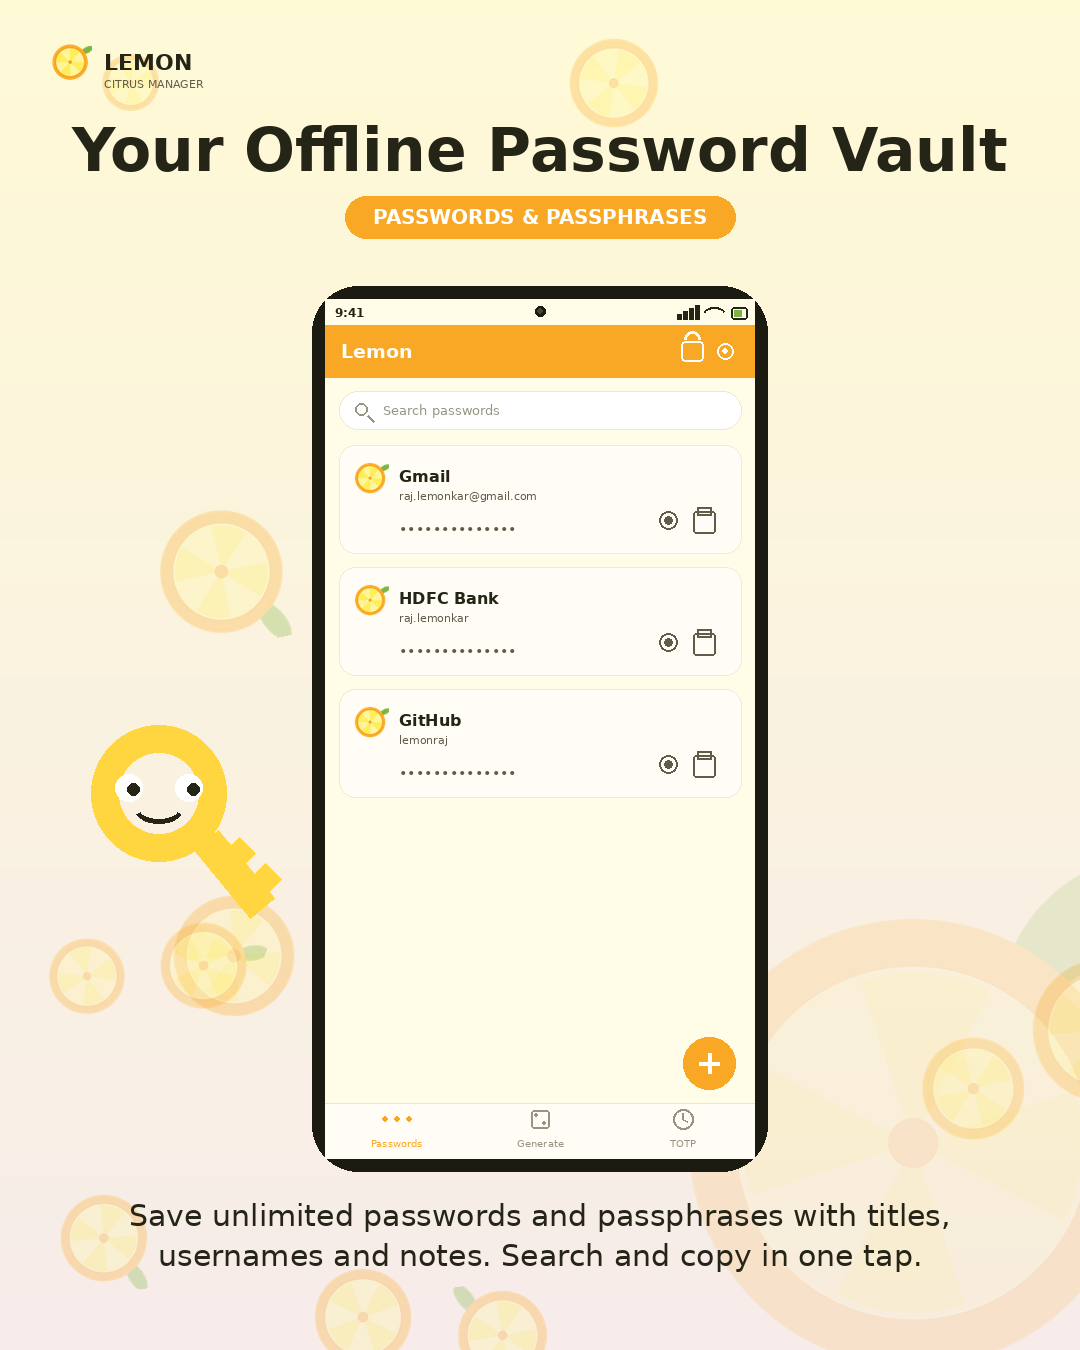 LEMON
CITRUS MANAGER
Your Offline Password Vault
PASSWORDS & PASSPHRASES
9:41
Lemon
Search passwords
Gmail
raj.lemonkar@gmail.com
••••••••••••••
HDFC Bank
raj.lemonkar
••••••••••••••
GitHub
lemonraj
••••••••••••••
Passwords
Generate
TOTP
Save unlimited passwords and passphrases with titles,
usernames and notes. Search and copy in one tap.